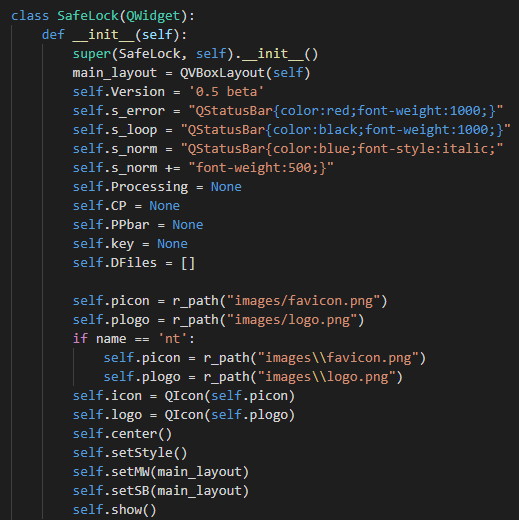 class SafeLock(QWidget):
    def __init__(self):
        super(SafeLock, self).__init__()
        main_layout = QVBoxLayout(self)
        self.Version = '0.5 beta'
        self.s_error = "QStatusBar{color:red;font-weight:1000;}"
        self.s_loop = "QStatusBar{color:black;font-weight:1000;}"
        self.s_norm = "QStatusBar{color:blue;font-style:italic;"
        self.s_norm += "font-weight:500;}"
        self.Processing = None
        self.CP = None
        self.PPbar = None
        self.key = None
        self.DFiles = []

        self.picon = r_path("images/favicon.png")
        self.plogo = r_path("images/logo.png")
        if name == 'nt':
            self.picon = r_path("images\\favicon.png")
            self.plogo = r_path("images\\logo.png")
        self.icon = QIcon(self.picon)
        self.logo = QIcon(self.plogo)
        self.center()
        self.setStyle()
        self.setMW(main_layout)
        self.setSB(main_layout)
        self.show()